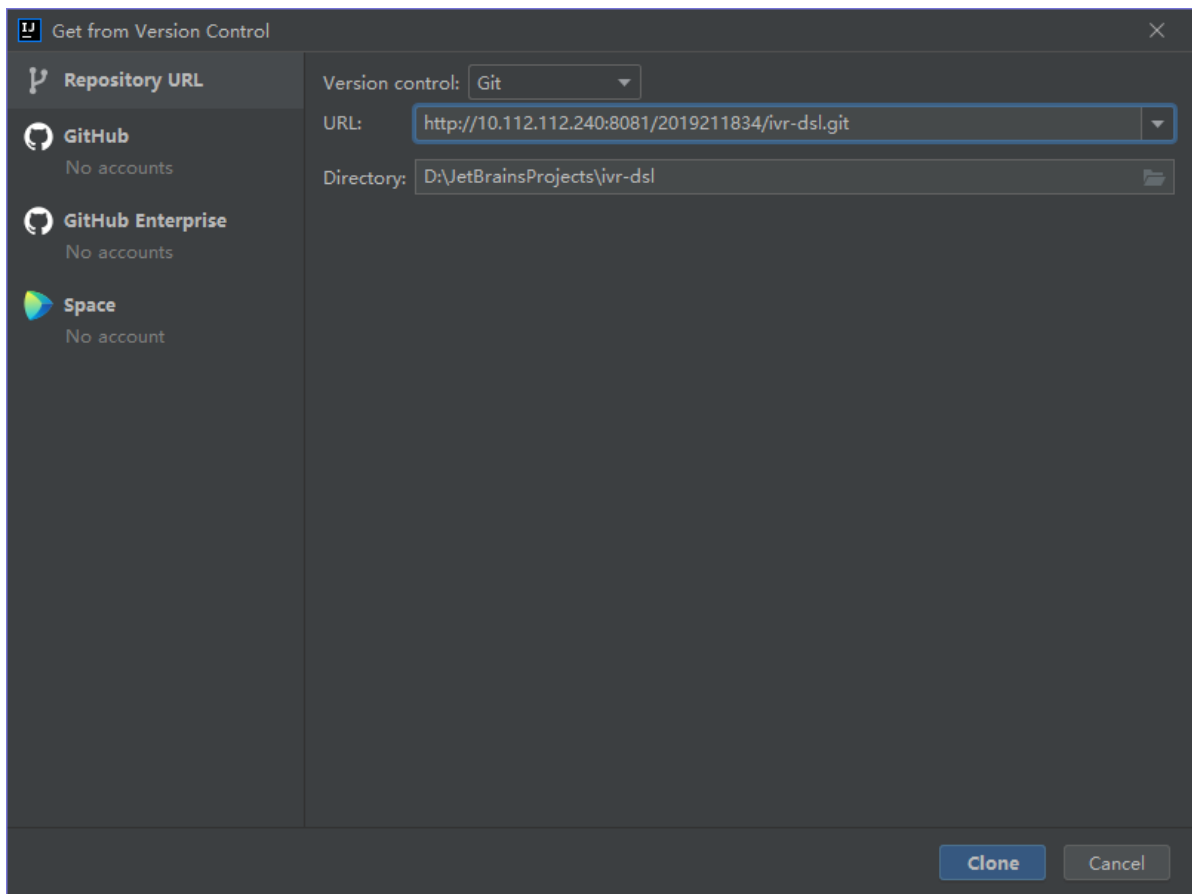 Get from Version Control
Repository URL
GitHub
No accounts
GitHub Enterprise
No accounts
Space
No account
Version control: Git
URL: http://10.112.112.240:8081/2019211834/ivr-dsl.git
Directory: D:\JetBrainsProjects\ivr-dsl
Clone Cancel